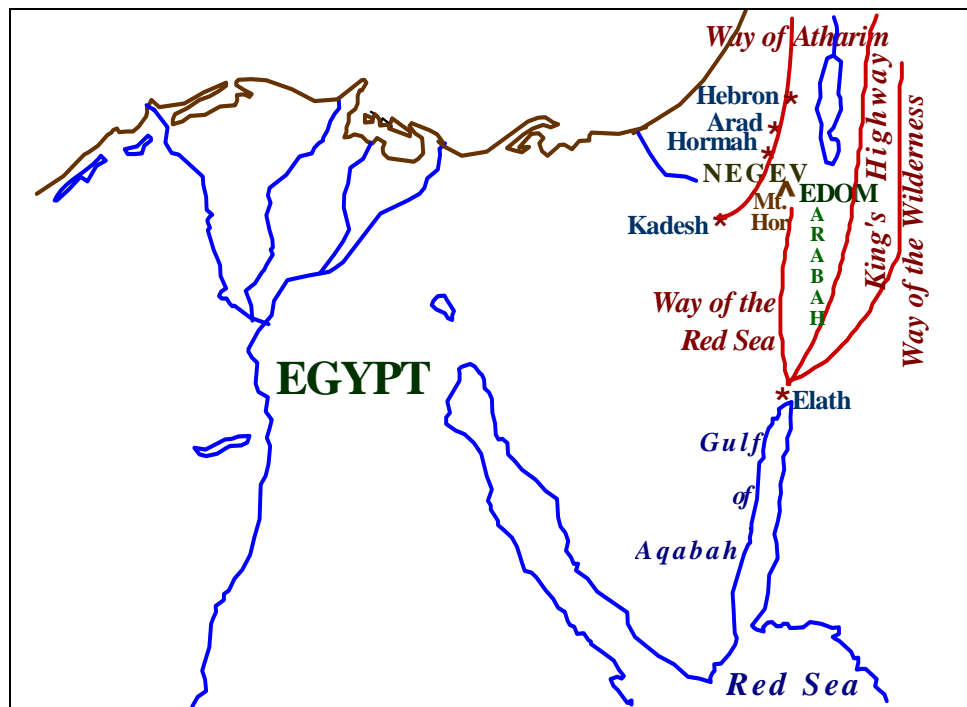 Way of Atharim
Hebron
Arad
Hormah
NEGEV
Mt.
Hor
EDOM
Kadesh
ARABAH
King's Highway
Way of the Wilderness
Way of the
Red Sea
EGYPT
Elath
Gulf
of
Aqabah
Red Sea